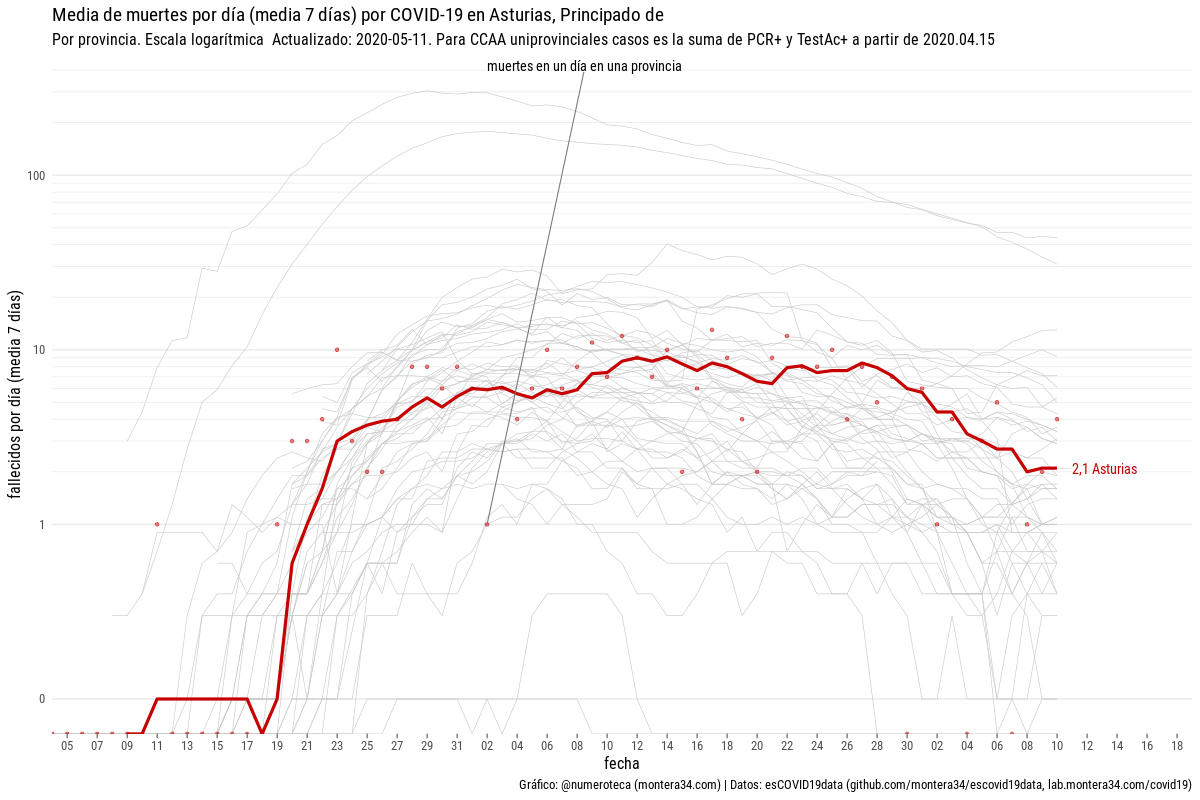 Media de muertes por día (media 7 días) por COVID-19 en Asturias, Principado de
Por provincia. Escala logarítmica  Actualizado: 2020-05-11. Para CCAA uniprovinciales casos es la suma de PCR+ y TestAc+ a partir de 2020.04.15
muertes en un día en una provincia
fallecidos por día (media 7 días)
100
10
1
0
2,1 Asturias
05 07 09 11 13 15 17 19 21 23 25 27 29 31 02 04 06 08 10 12 14 16 18 20 22 24 26 28 30 02 04 06 08 10 12 14 16 18
fecha
Gráfico: @numeroteca (montera34.com) | Datos: esCOVID19data (github.com/montera34/escovid19data, lab.montera34.com/covid19)